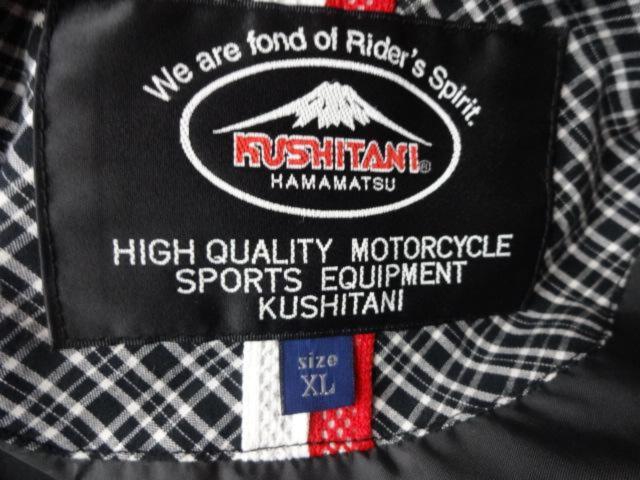 We are fond of Rider's Spirit.
KUSHITANI®
HAMAMATSU
HIGH QUALITY MOTORCYCLE
SPORTS EQUIPMENT
KUSHITANI
size
XL